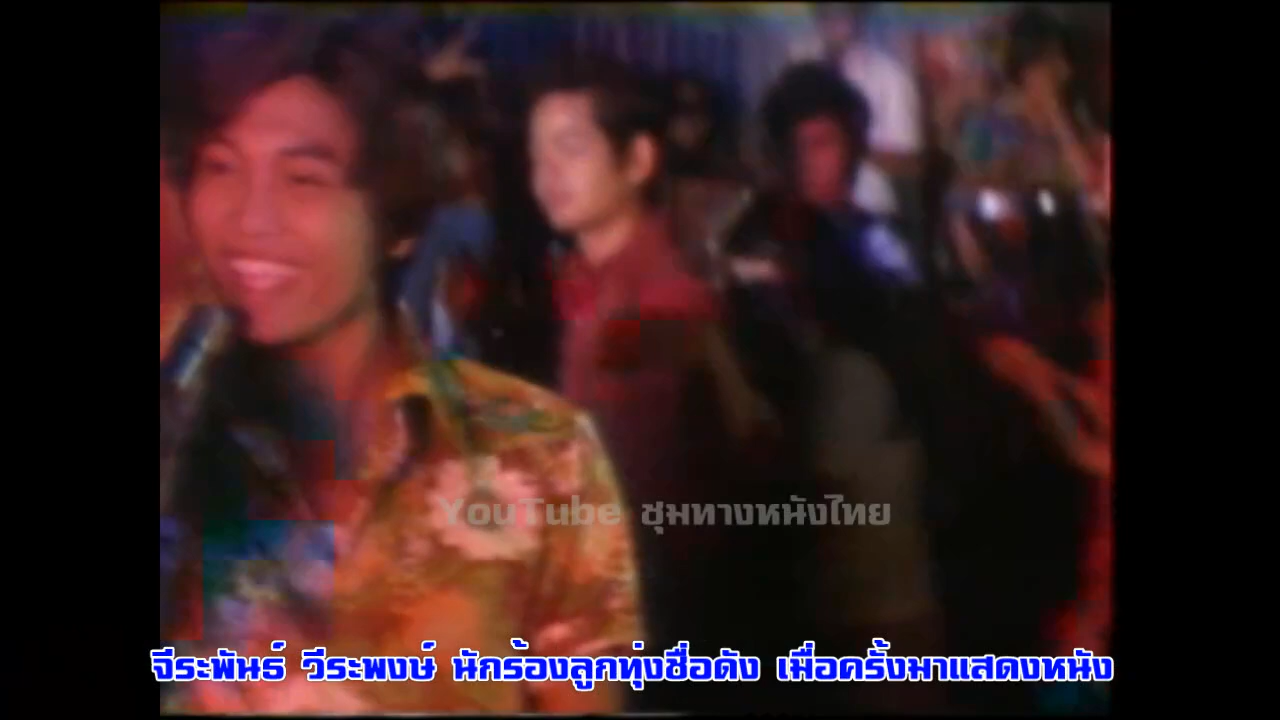 YouTube ชุมทางหนังไทย
จีระพันธ์ วีระพงษ์ นักร้องลูกทุ่งชื่อดัง เมื่อครั้งมาแสดงหนัง